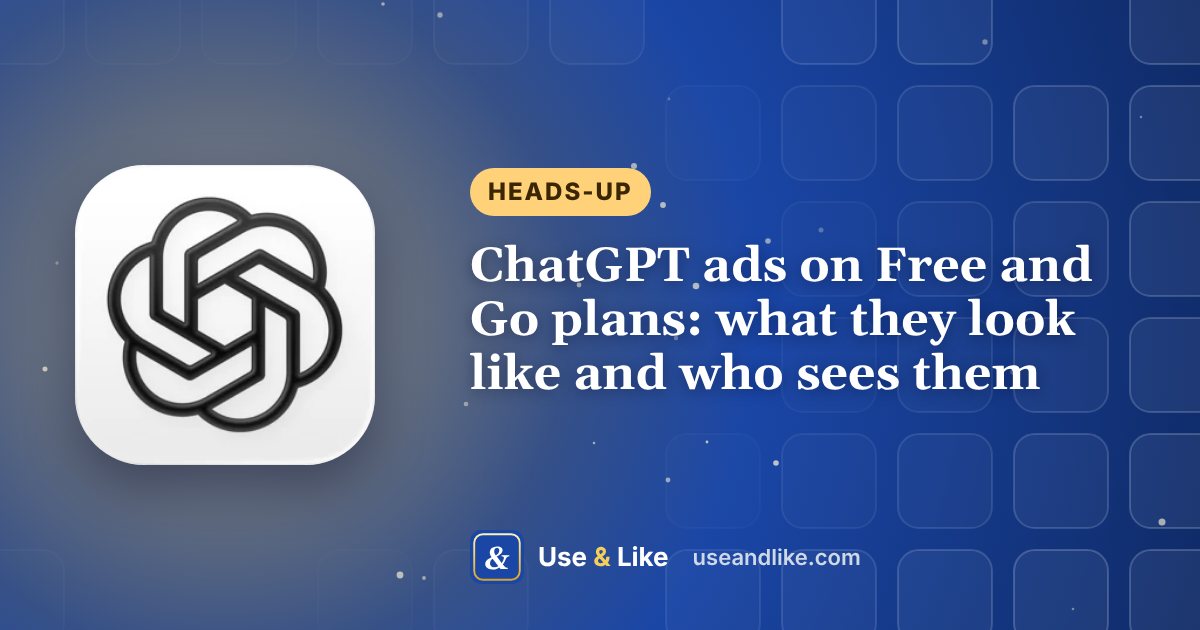 HEADS-UP
ChatGPT ads on Free and
Go plans: what they look
like and who sees them
& Use & Like useandlike.com